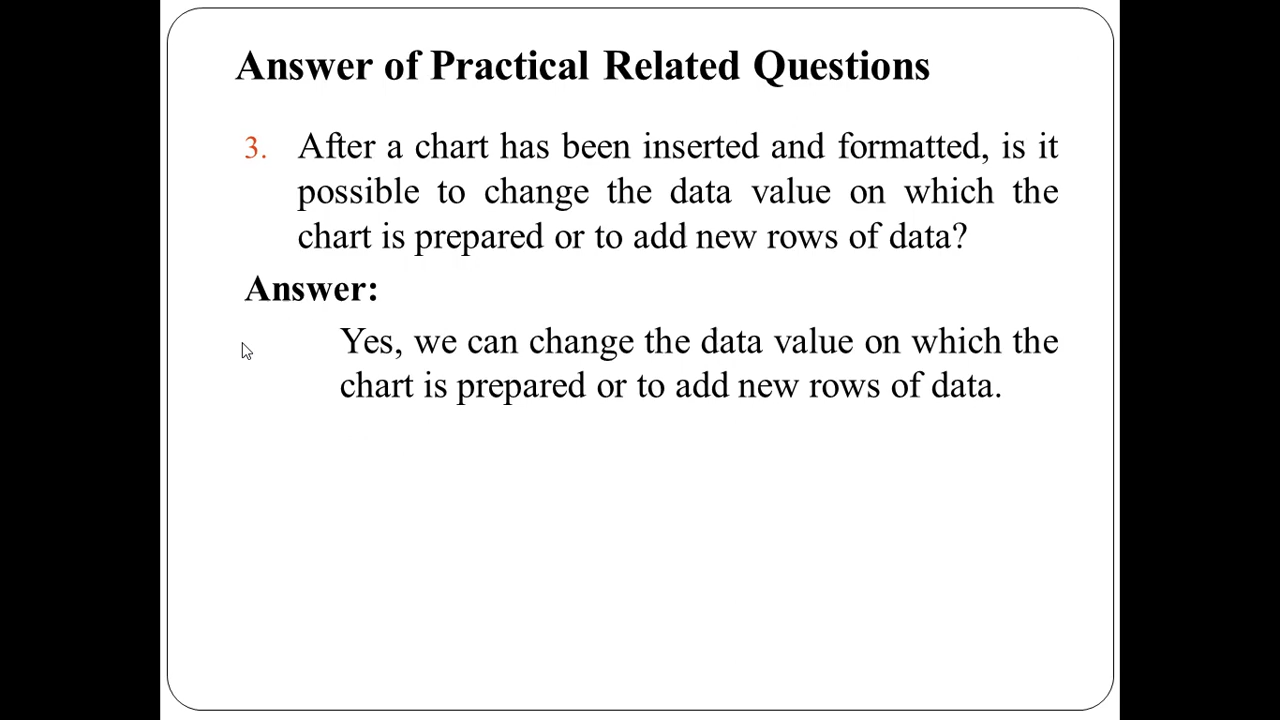 Answer of Practical Related Questions
3. After a chart has been inserted and formatted, is it
possible to change the data value on which the
chart is prepared or to add new rows of data?
Answer:
Yes, we can change the data value on which the
chart is prepared or to add new rows of data.